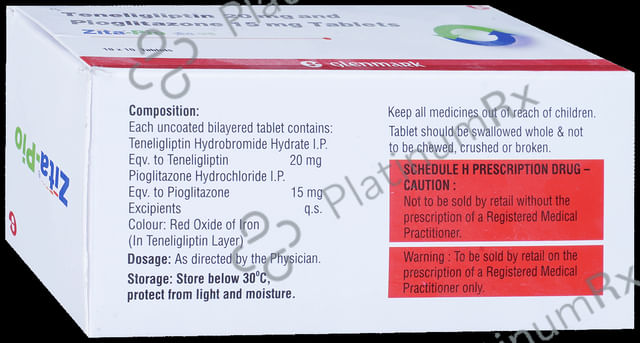 Teneligliptin 20 mg and
Pioglitazone 15 mg Tablets
Zita-Pio
10 x 10 Tablets
G glenmark
Zita-Pio
G
Composition:
Each uncoated bilayered tablet contains:
Teneligliptin Hydrobromide Hydrate I.P.
Eqv. to Teneligliptin 20 mg
Pioglitazone Hydrochloride I.P.
Eqv. to Pioglitazone 15 mg
Excipients q.s.
Colour: Red Oxide of Iron
(In Teneligliptin Layer)
Dosage: As directed by the Physician.
Storage: Store below 30°C,
protect from light and moisture.
Keep all medicines out of reach of children.
Tablet should be swallowed whole & not
to be chewed, crushed or broken.
SCHEDULE H PRESCRIPTION DRUG –
CAUTION :
Not to be sold by retail without the
prescription of a Registered Medical
Practitioner.
Warning : To be sold by retail on the
prescription of a Registered Medical
Practitioner only.
PlatinumRx
PlatinumRx